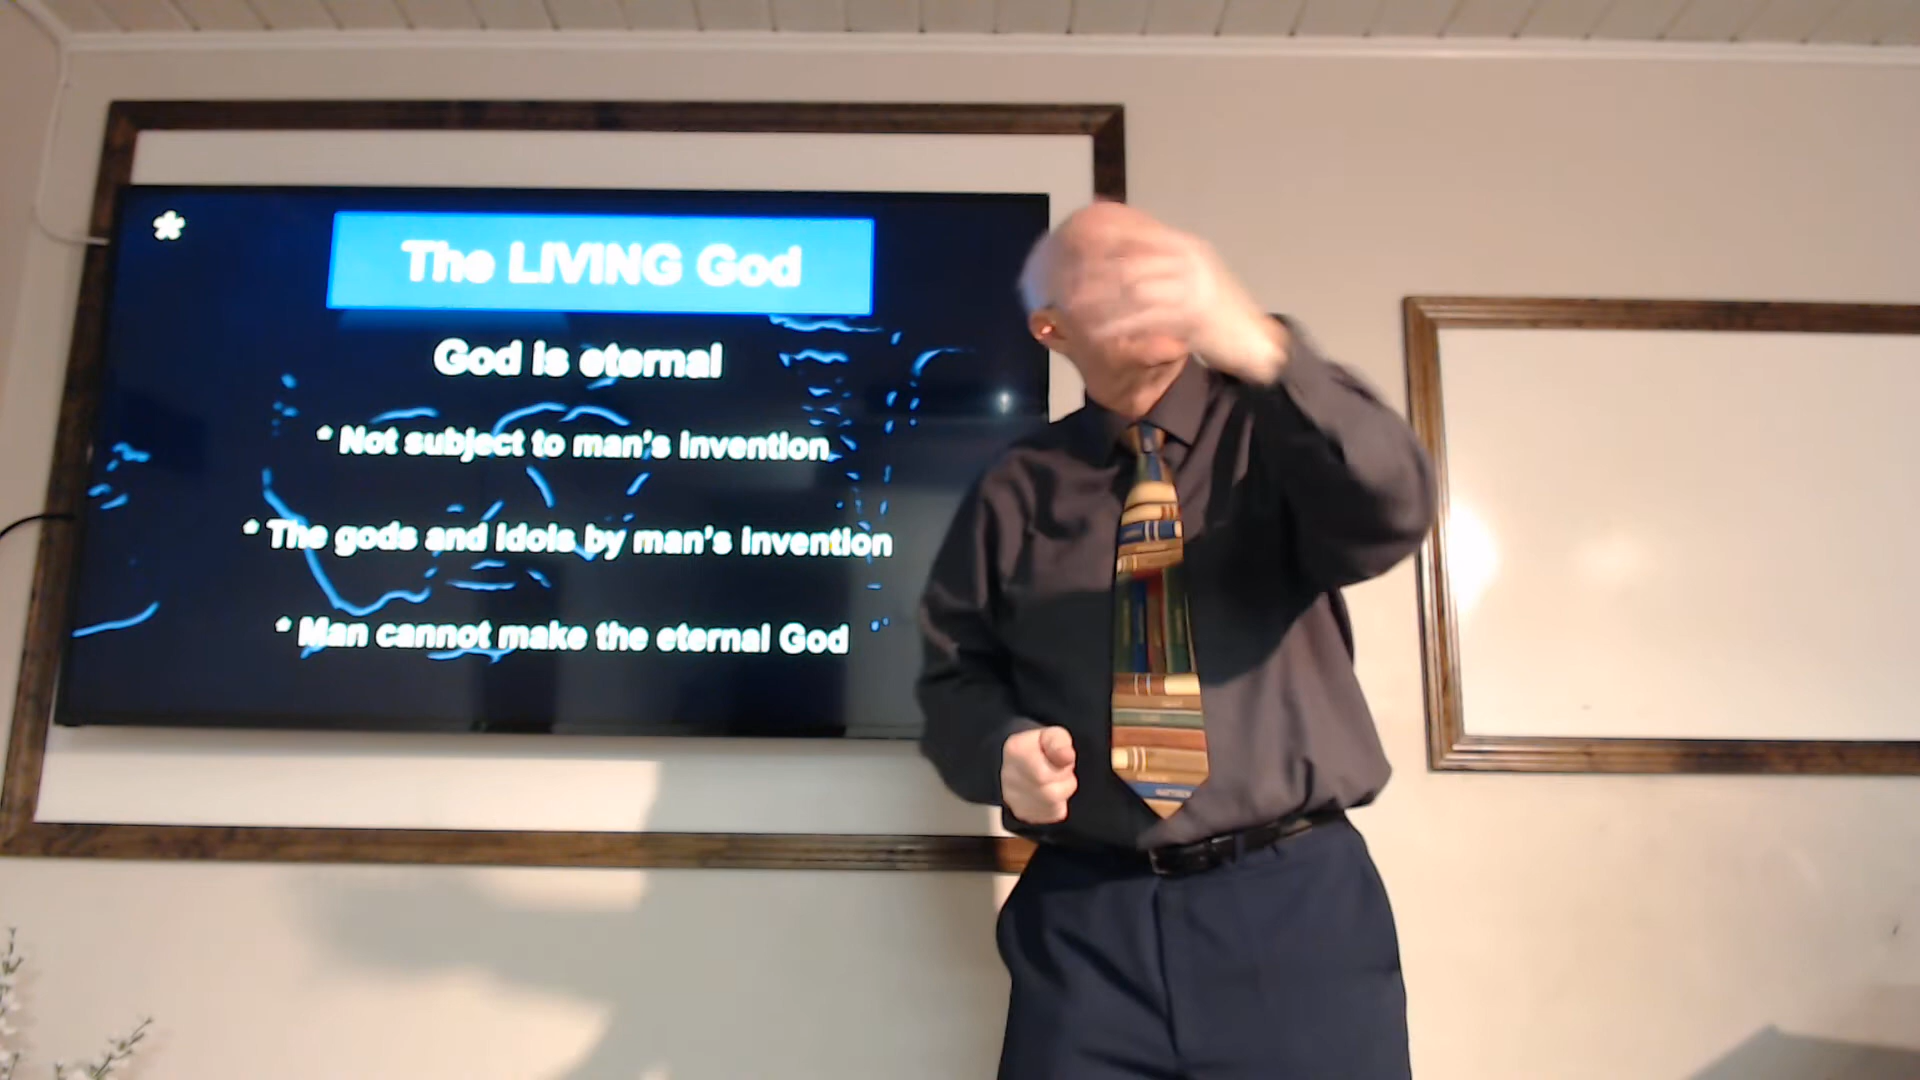 *
The LIVING God
God is eternal
* Not subject to man's invention
* The gods and idols by man's invention
* Man cannot make the eternal God